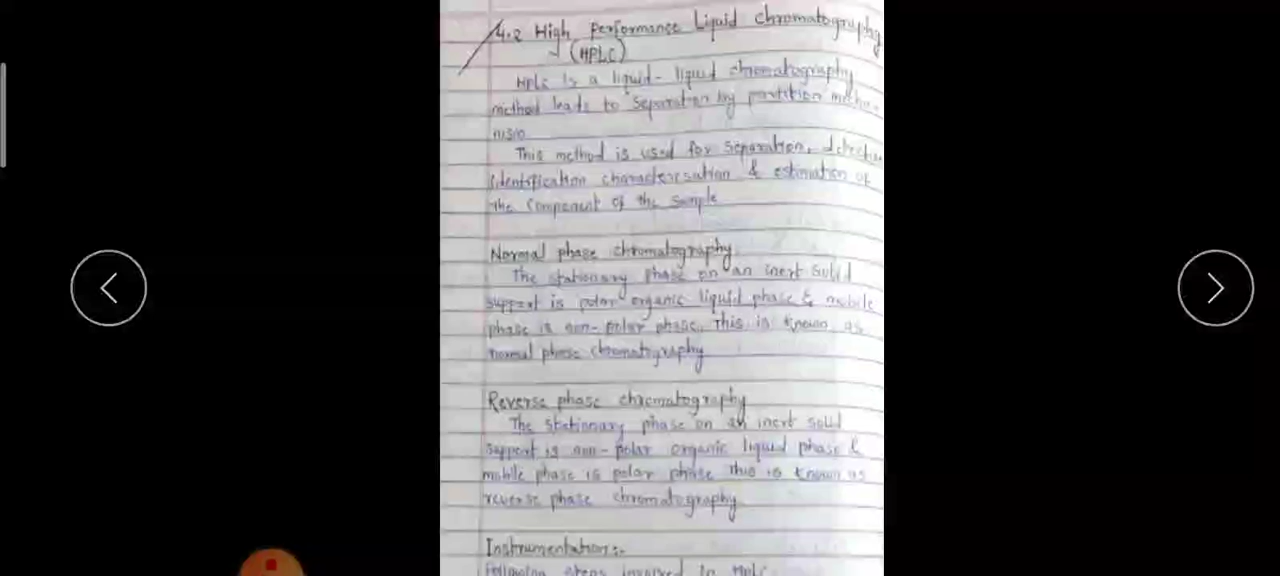 4.2 High Performance Liquid chromatography
(HPLC)
HPLC is a liquid-liquid chromatography
method leads to separation by partition mecha-
nism
This method is used for separation, detection
identification characterisation & estimation of
the component of the sample
Normal phase chromatography
The stationary phase on an inert solid
support is polar organic liquid phase & mobile
phase is non-polar phase. This is known as
normal phase chromatography
Reverse phase chromatography
The stationary phase on an inert solid
support is non-polar organic liquid phase &
mobile phase is polar phase This is known as
reverse phase chromatography
Instrumentation:-
Following steps involved in HPLC